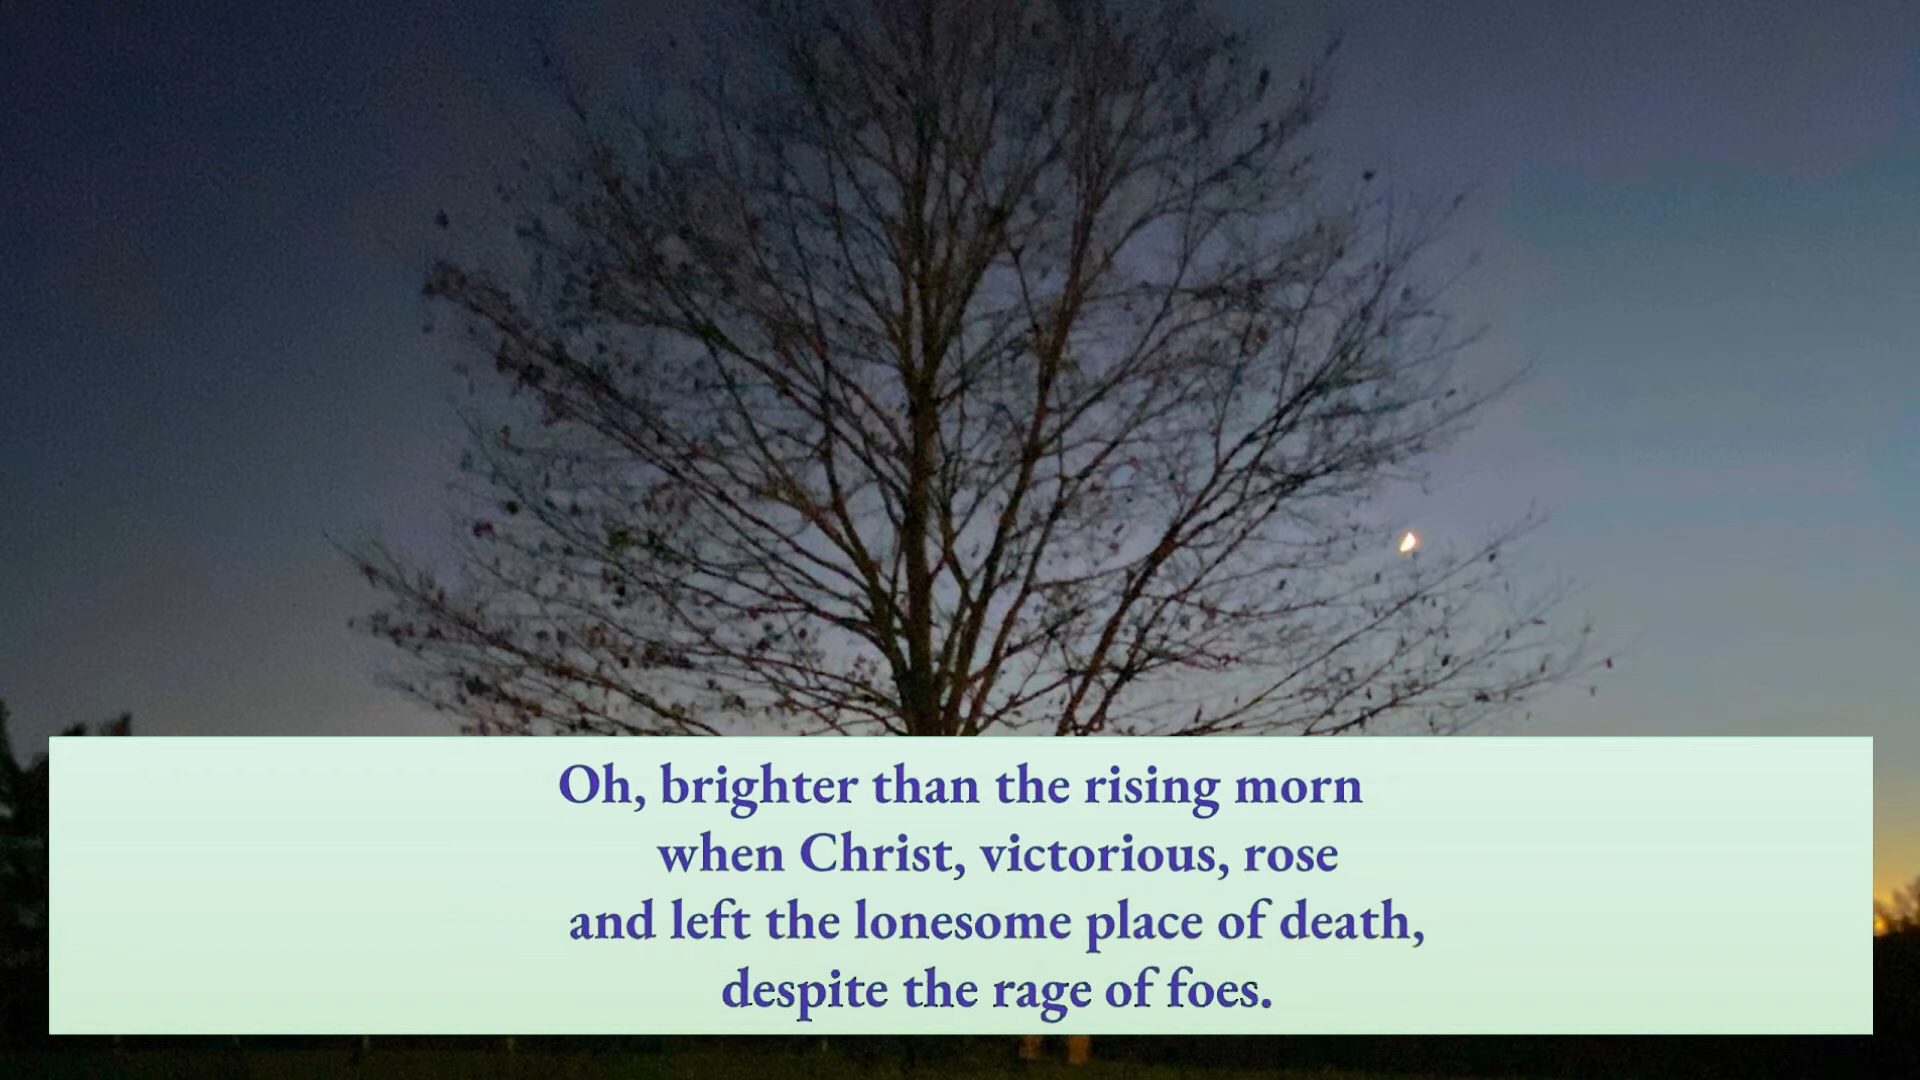 Oh, brighter than the rising morn
when Christ, victorious, rose
and left the lonesome place of death,
despite the rage of foes.